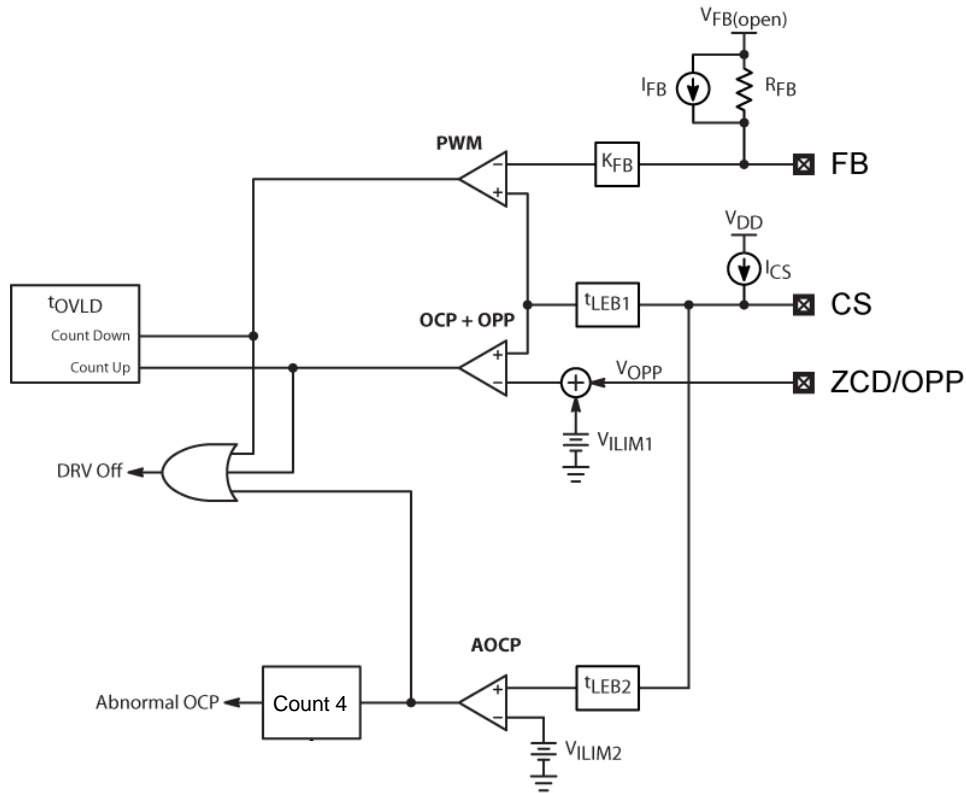 VFB(open)
IFB
RFB
PWM
KFB
FB
VDD
ICS
tOVLD
Count Down
Count Up
OCP + OPP
tLEB1
CS
VOPP
ZCD/OPP
VILIM1
DRV Off
AOCP
tLEB2
Abnormal OCP
Count 4
VILIM2